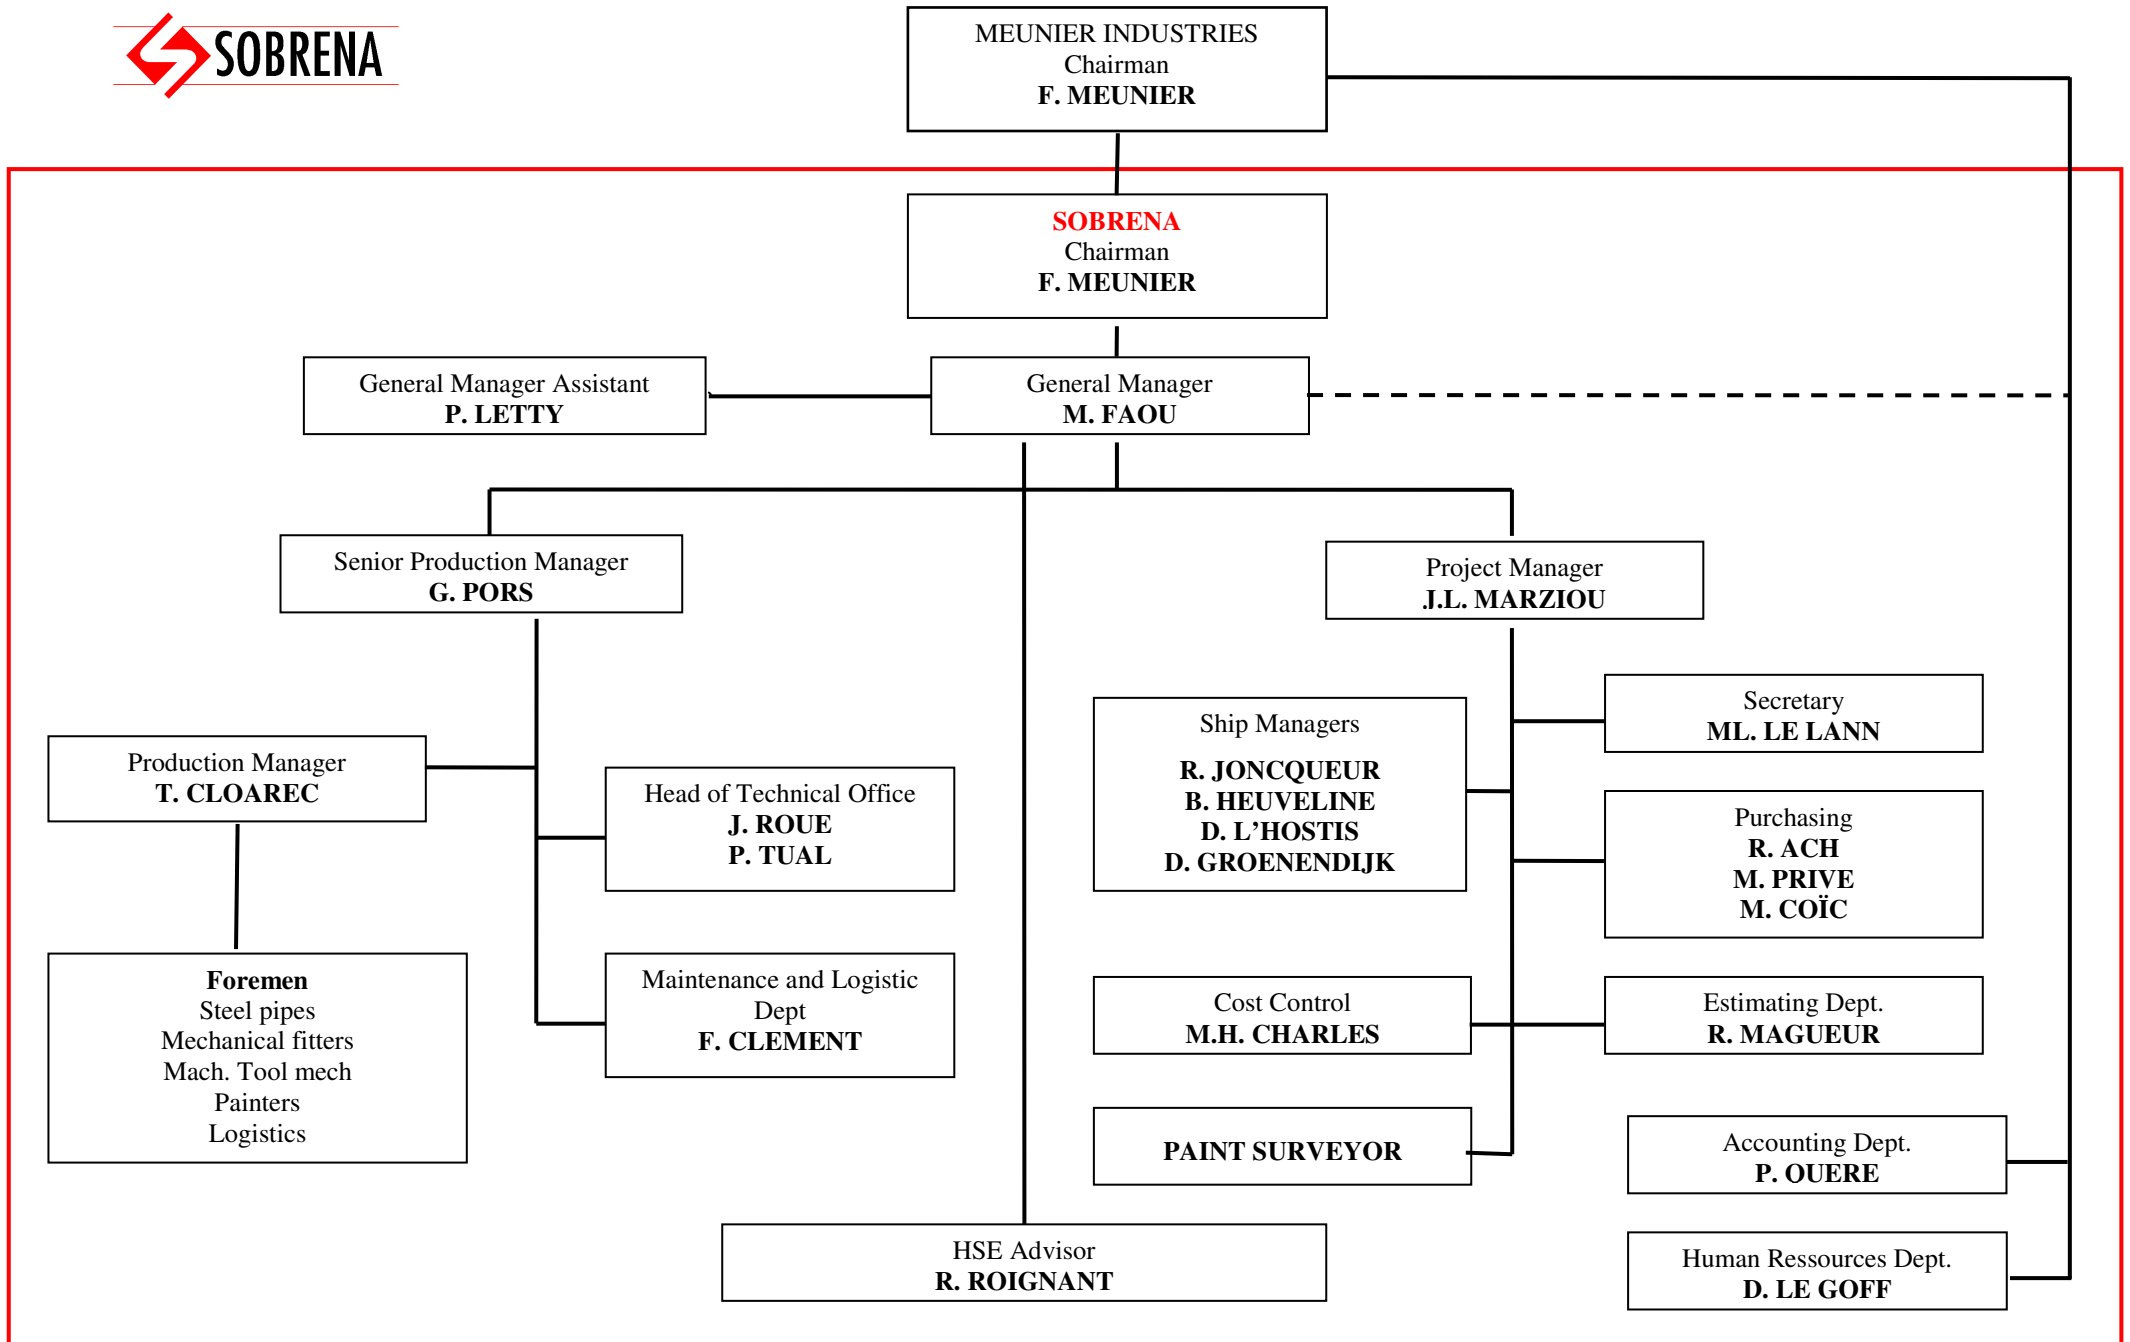 SOBRENA
MEUNIER INDUSTRIES
Chairman
F. MEUNIER
SOBRENA
Chairman
F. MEUNIER
General Manager Assistant
P. LETTY
General Manager
M. FAOU
Senior Production Manager
G. PORS
Project Manager
J.L. MARZIOU
Production Manager
T. CLOAREC
Head of Technical Office
J. ROUE
P. TUAL
Ship Managers
R. JONCQUEUR
B. HEUVELINE
D. L’HOSTIS
D. GROENENDIJK
Secretary
ML. LE LANN
Purchasing
R. ACH
M. PRIVE
M. COÏC
Foremen
Steel pipes
Mechanical fitters
Mach. Tool mech
Painters
Logistics
Maintenance and Logistic
Dept
F. CLEMENT
Cost Control
M.H. CHARLES
Estimating Dept.
R. MAGUEUR
PAINT SURVEYOR
Accounting Dept.
P. OUERE
HSE Advisor
R. ROIGNANT
Human Ressources Dept.
D. LE GOFF